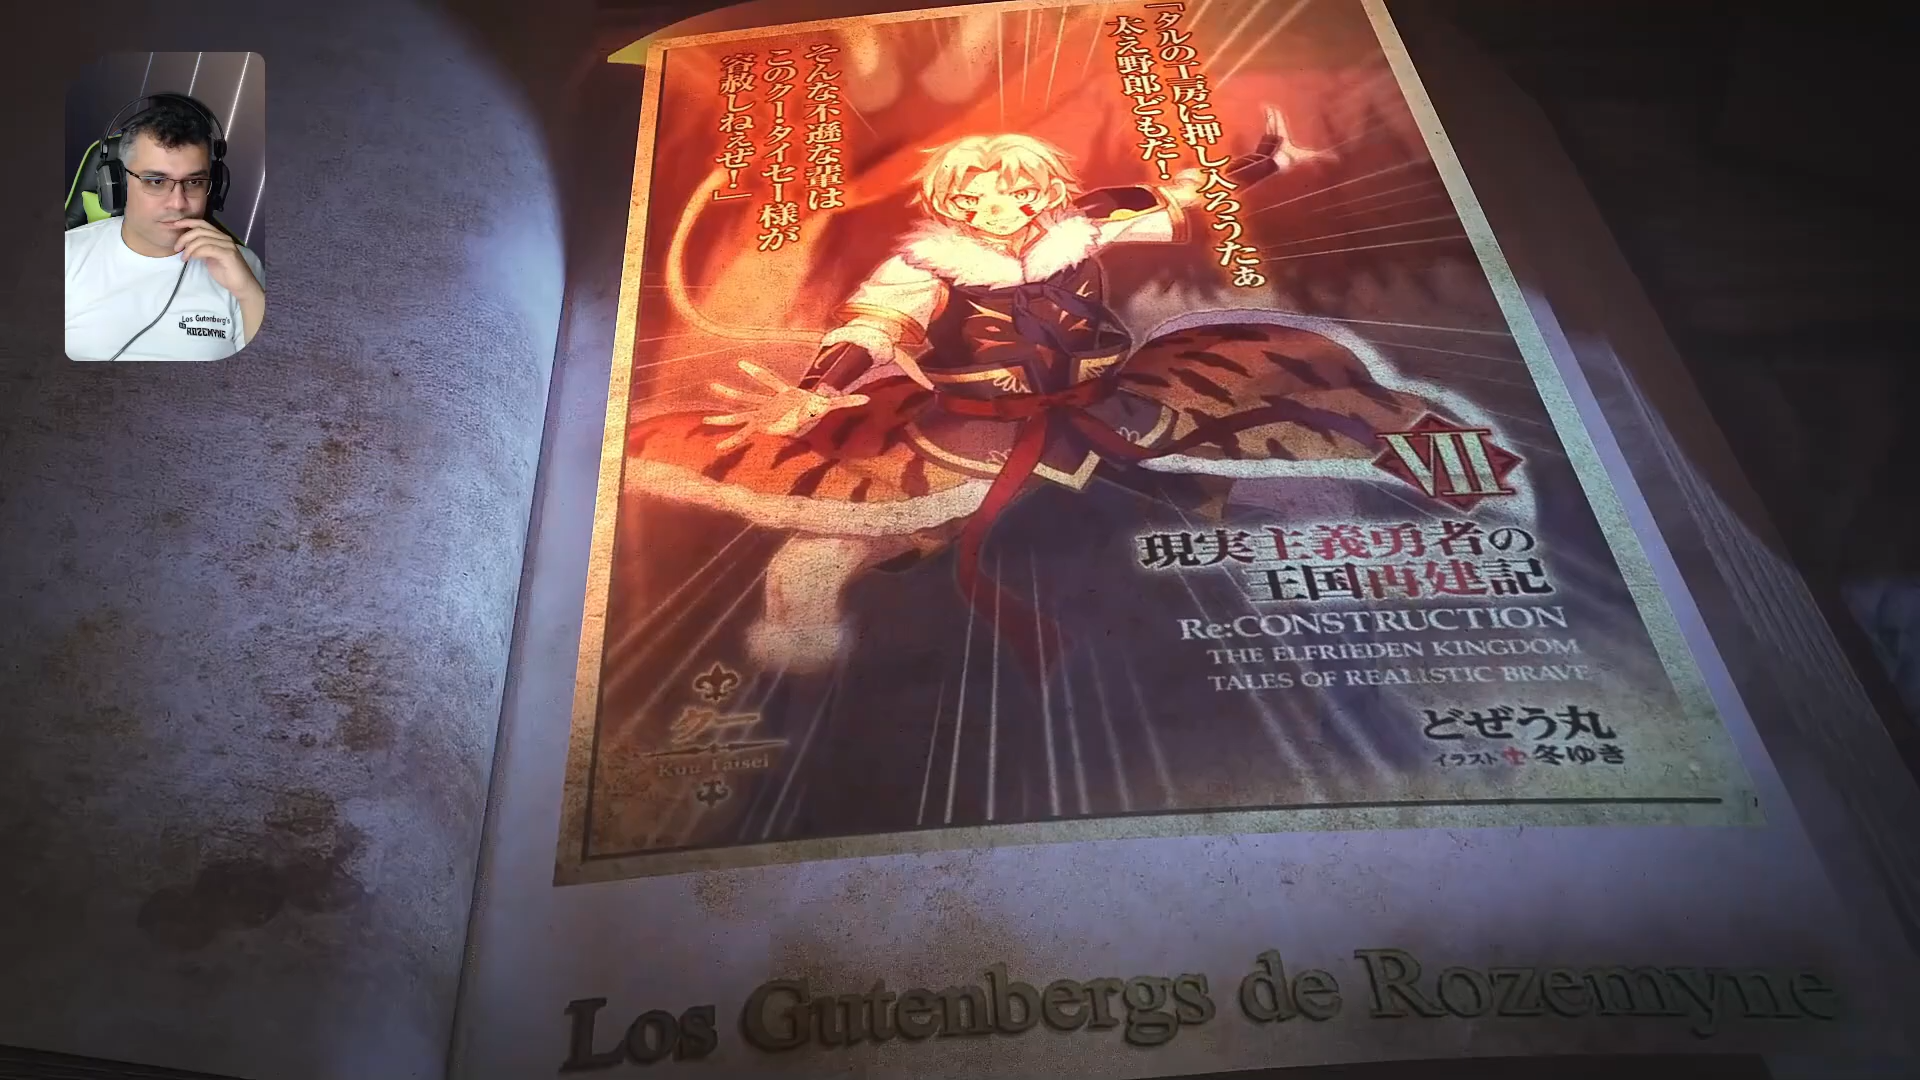 「タルの工房に押し入ろうたぁ
太え野郎どもだ！
そんな不遜な輩は
このクー・タイセー様が
容赦しねぇぜ！」
VII
現実主義勇者の
王国再建記
Re:CONSTRUCTION
THE ELFRIEDEN KINGDOM
TALES OF REALISTIC BRAVE
どぜう丸
イラスト 冬ゆき
クー
Kuu Taisei
Los Gutenberg's
de ROZEMYNE
Los Gutenbergs de Rozemyne